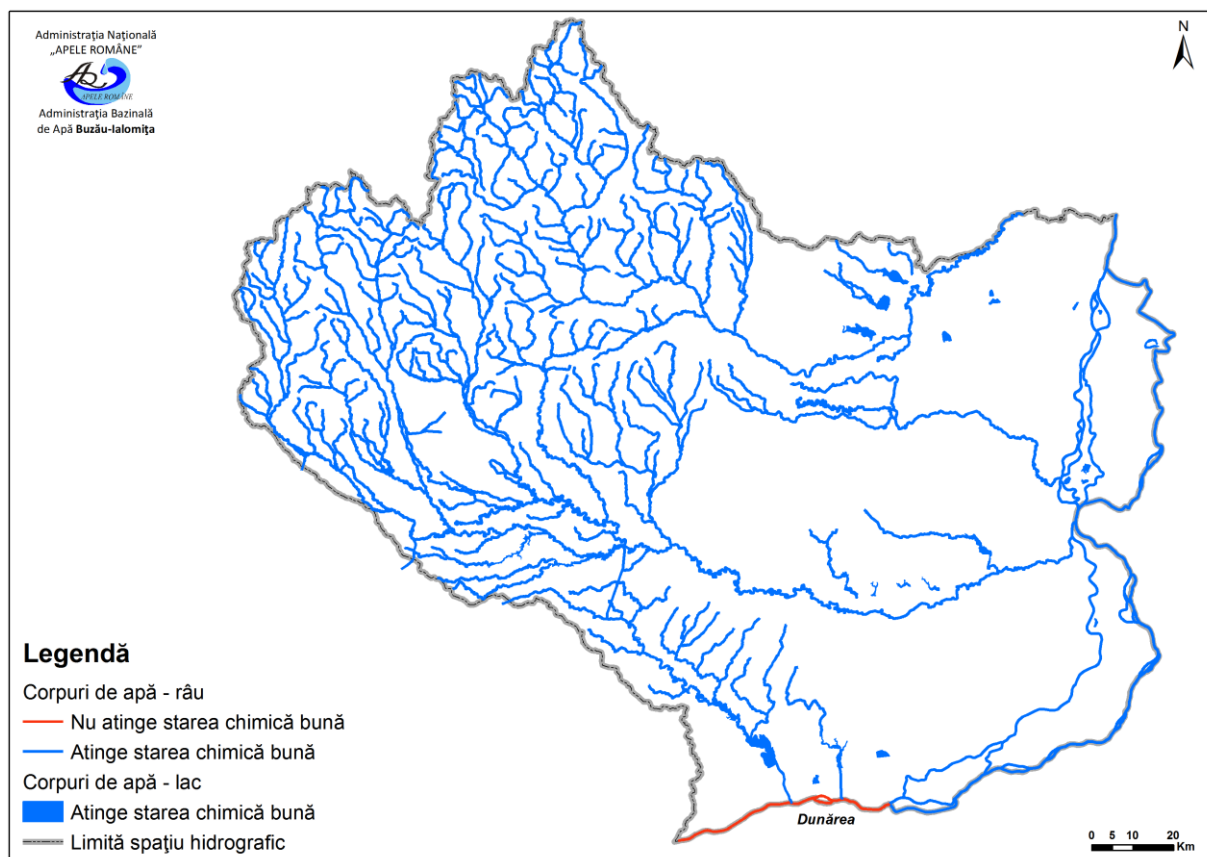 Administraţia Naţională
„APELE ROMÂNE”
APELE ROMÂNE
Administraţia Bazinală
de Apă Buzău-Ialomiţa
N
Legendă
Corpuri de apă - râu
Nu atinge starea chimică bună
Atinge starea chimică bună
Corpuri de apă - lac
Atinge starea chimică bună
Limită spaţiu hidrografic
Dunărea
0 5 10 20
Km